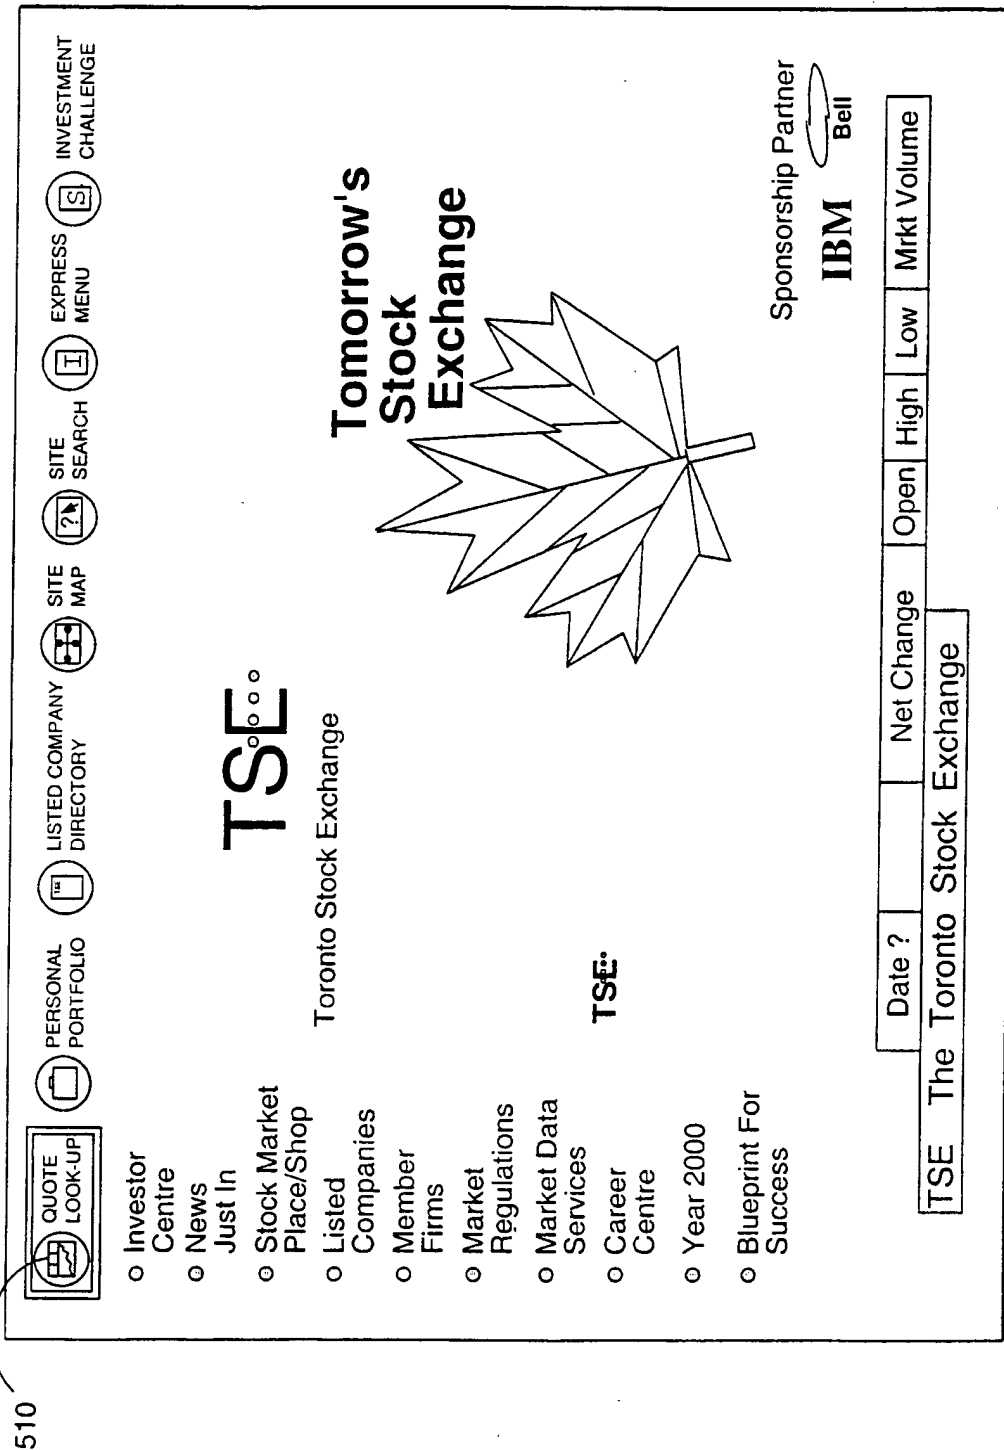 510
QUOTE
LOOK-UP
PERSONAL
PORTFOLIO
LISTED COMPANY
DIRECTORY
SITE
MAP
?
SITE
SEARCH
I
EXPRESS
MENU
S
INVESTMENT
CHALLENGE
Investor
Centre
News
Just In
Stock Market
Place/Shop
Listed
Companies
Member
Firms
Market
Regulations
Market Data
Services
Career
Centre
Year 2000
Blueprint For
Success
TSE
Toronto Stock Exchange
TSE
Tomorrow's
Stock
Exchange
Sponsorship Partner
IBM
Bell
Date ? Net Change Open High Low Mrkt Volume
TSE The Toronto Stock Exchange